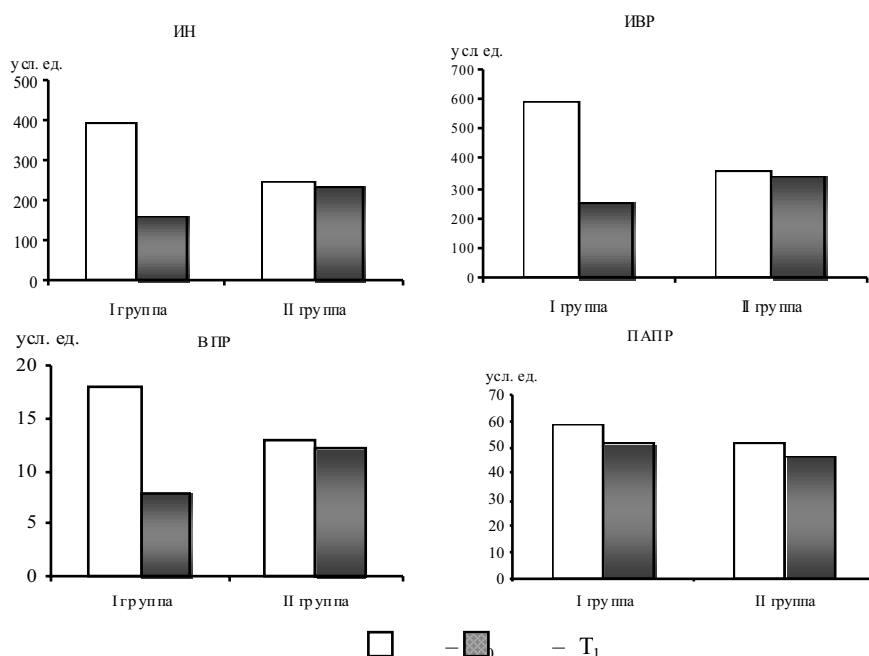 ИН
усл. ед.
500
400
300
200
100
0
I группа
II группа
ИВР
усл. ед.
700
600
500
400
300
200
100
0
I группа
II группа
ВПР
усл. ед.
20
15
10
5
0
I группа
II группа
ПАПР
усл. ед.
70
60
50
40
30
20
10
0
I группа
II группа
– – T1